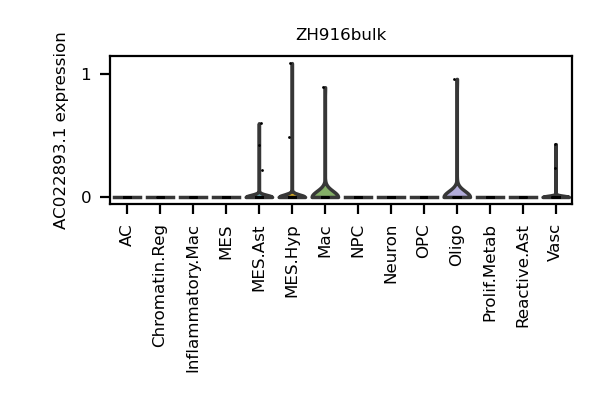 ZH916bulk
AC022893.1 expression
1
0
AC
Chromatin.Reg
Inflammatory.Mac
MES
MES.Ast
MES.Hyp
Mac
NPC
Neuron
OPC
Oligo
Prolif.Metab
Reactive.Ast
Vasc